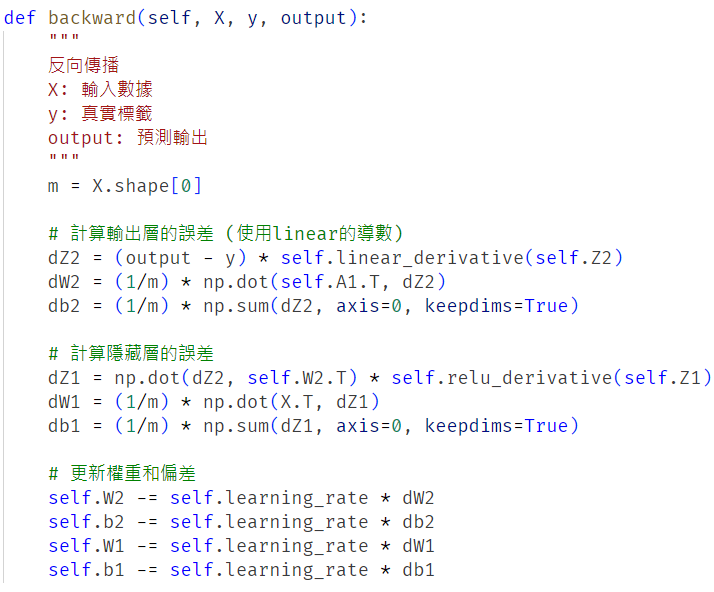 def backward(self, X, y, output):
    """
    反向傳播
    X: 輸入數據
    y: 真實標籤
    output: 預測輸出
    """
    m = X.shape[0]

    # 計算輸出層的誤差 (使用linear的導數)
    dZ2 = (output - y) * self.linear_derivative(self.Z2)
    dW2 = (1/m) * np.dot(self.A1.T, dZ2)
    db2 = (1/m) * np.sum(dZ2, axis=0, keepdims=True)

    # 計算隱藏層的誤差
    dZ1 = np.dot(dZ2, self.W2.T) * self.relu_derivative(self.Z1)
    dW1 = (1/m) * np.dot(X.T, dZ1)
    db1 = (1/m) * np.sum(dZ1, axis=0, keepdims=True)

    # 更新權重和偏差
    self.W2 -= self.learning_rate * dW2
    self.b2 -= self.learning_rate * db2
    self.W1 -= self.learning_rate * dW1
    self.b1 -= self.learning_rate * db1